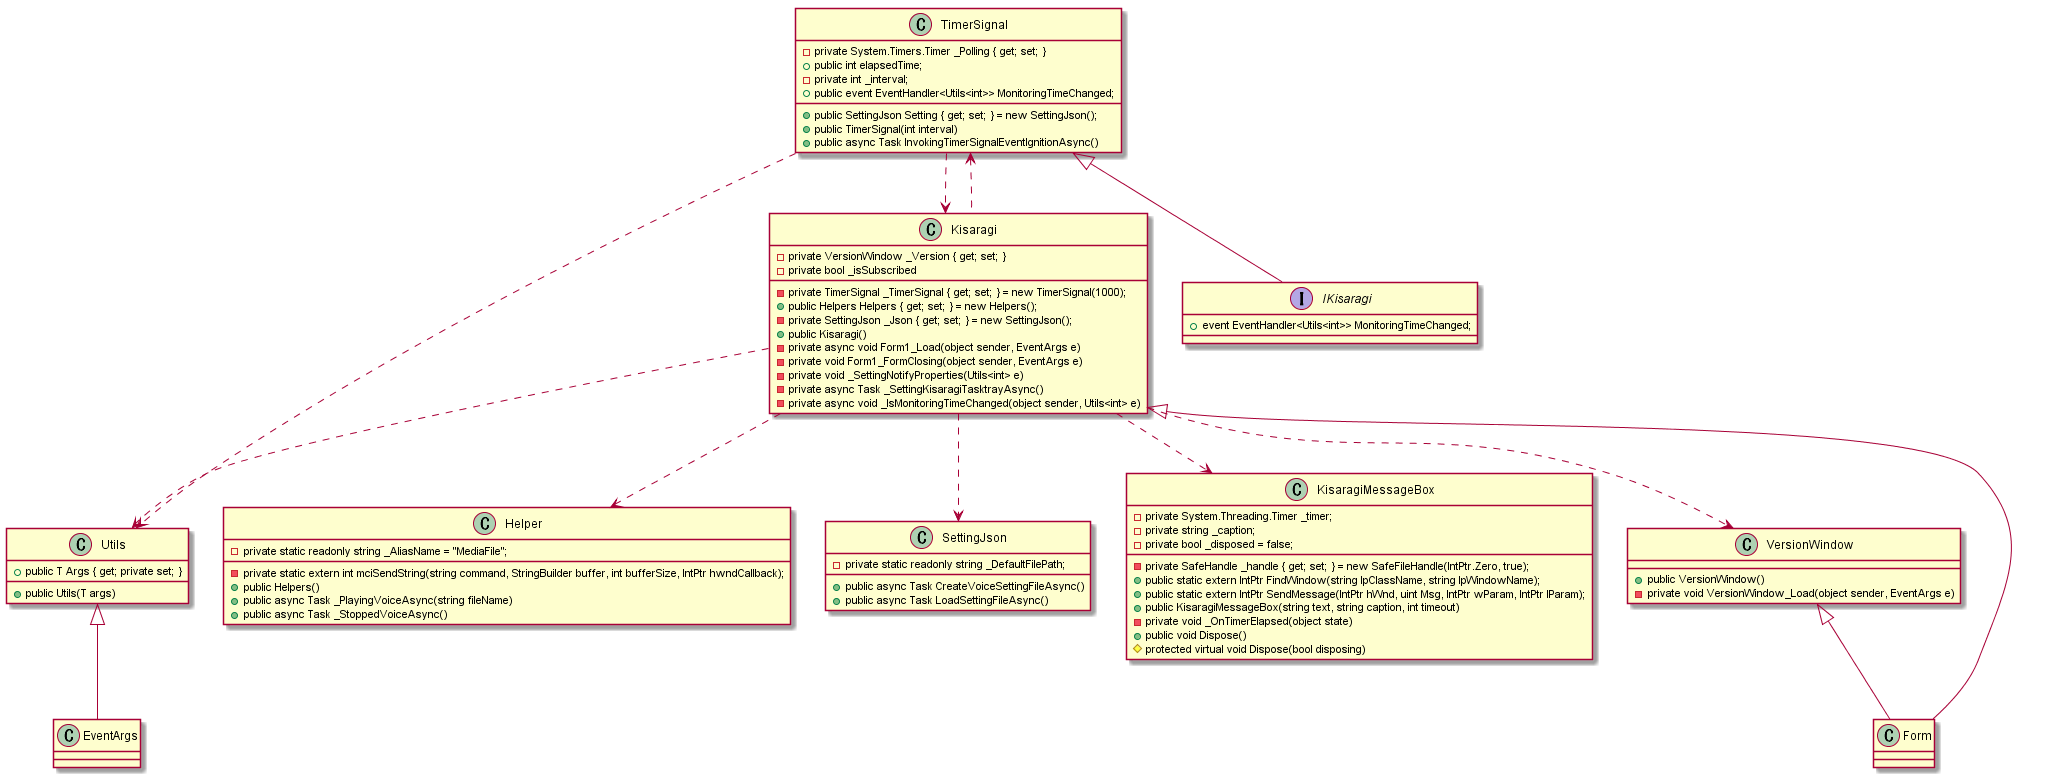 C TimerSignal
private System.Timers.Timer _Polling { get; set; }
public int elapsedTime;
private int _interval;
public event EventHandler<Utils<int>> MonitoringTimeChanged;
public SettingJson Setting { get; set; } = new SettingJson();
public TimerSignal(int interval)
public async Task InvokingTimerSignalEventIgnitionAsync()
C Kisaragi
private VersionWindow _Version { get; set; }
private bool _isSubscribed
private TimerSignal _TimerSignal { get; set; } = new TimerSignal(1000);
public Helpers Helpers { get; set; } = new Helpers();
private SettingJson _Json { get; set; } = new SettingJson();
public Kisaragi()
private async void Form1_Load(object sender, EventArgs e)
private void Form1_FormClosing(object sender, EventArgs e)
private void _SettingNotifyProperties(Utils<int> e)
private async Task _SettingKisaragiTasktrayAsync()
private async void _IsMonitoringTimeChanged(object sender, Utils<int> e)
I IKisaragi
event EventHandler<Utils<int>> MonitoringTimeChanged;
C Utils
public T Args { get; private set; }
public Utils(T args)
C Helper
private static readonly string _AliasName = "MediaFile";
private static extern int mciSendString(string command, StringBuilder buffer, int bufferSize, IntPtr hwndCallback);
public Helpers()
public async Task _PlayingVoiceAsync(string fileName)
public async Task _StoppedVoiceAsync()
C SettingJson
private static readonly string _DefaultFilePath;
public async Task CreateVoiceSettingFileAsync()
public async Task LoadSettingFileAsync()
C KisaragiMessageBox
private System.Threading.Timer _timer;
private string _caption;
private bool _disposed = false;
private SafeHandle _handle { get; set; } = new SafeFileHandle(IntPtr.Zero, true);
public static extern IntPtr FindWindow(string lpClassName, string lpWindowName);
public static extern IntPtr SendMessage(IntPtr hWnd, uint Msg, IntPtr wParam, IntPtr lParam);
public KisaragiMessageBox(string text, string caption, int timeout)
private void _OnTimerElapsed(object state)
public void Dispose()
protected virtual void Dispose(bool disposing)
C VersionWindow
public VersionWindow()
private void VersionWindow_Load(object sender, EventArgs e)
C EventArgs
C Form